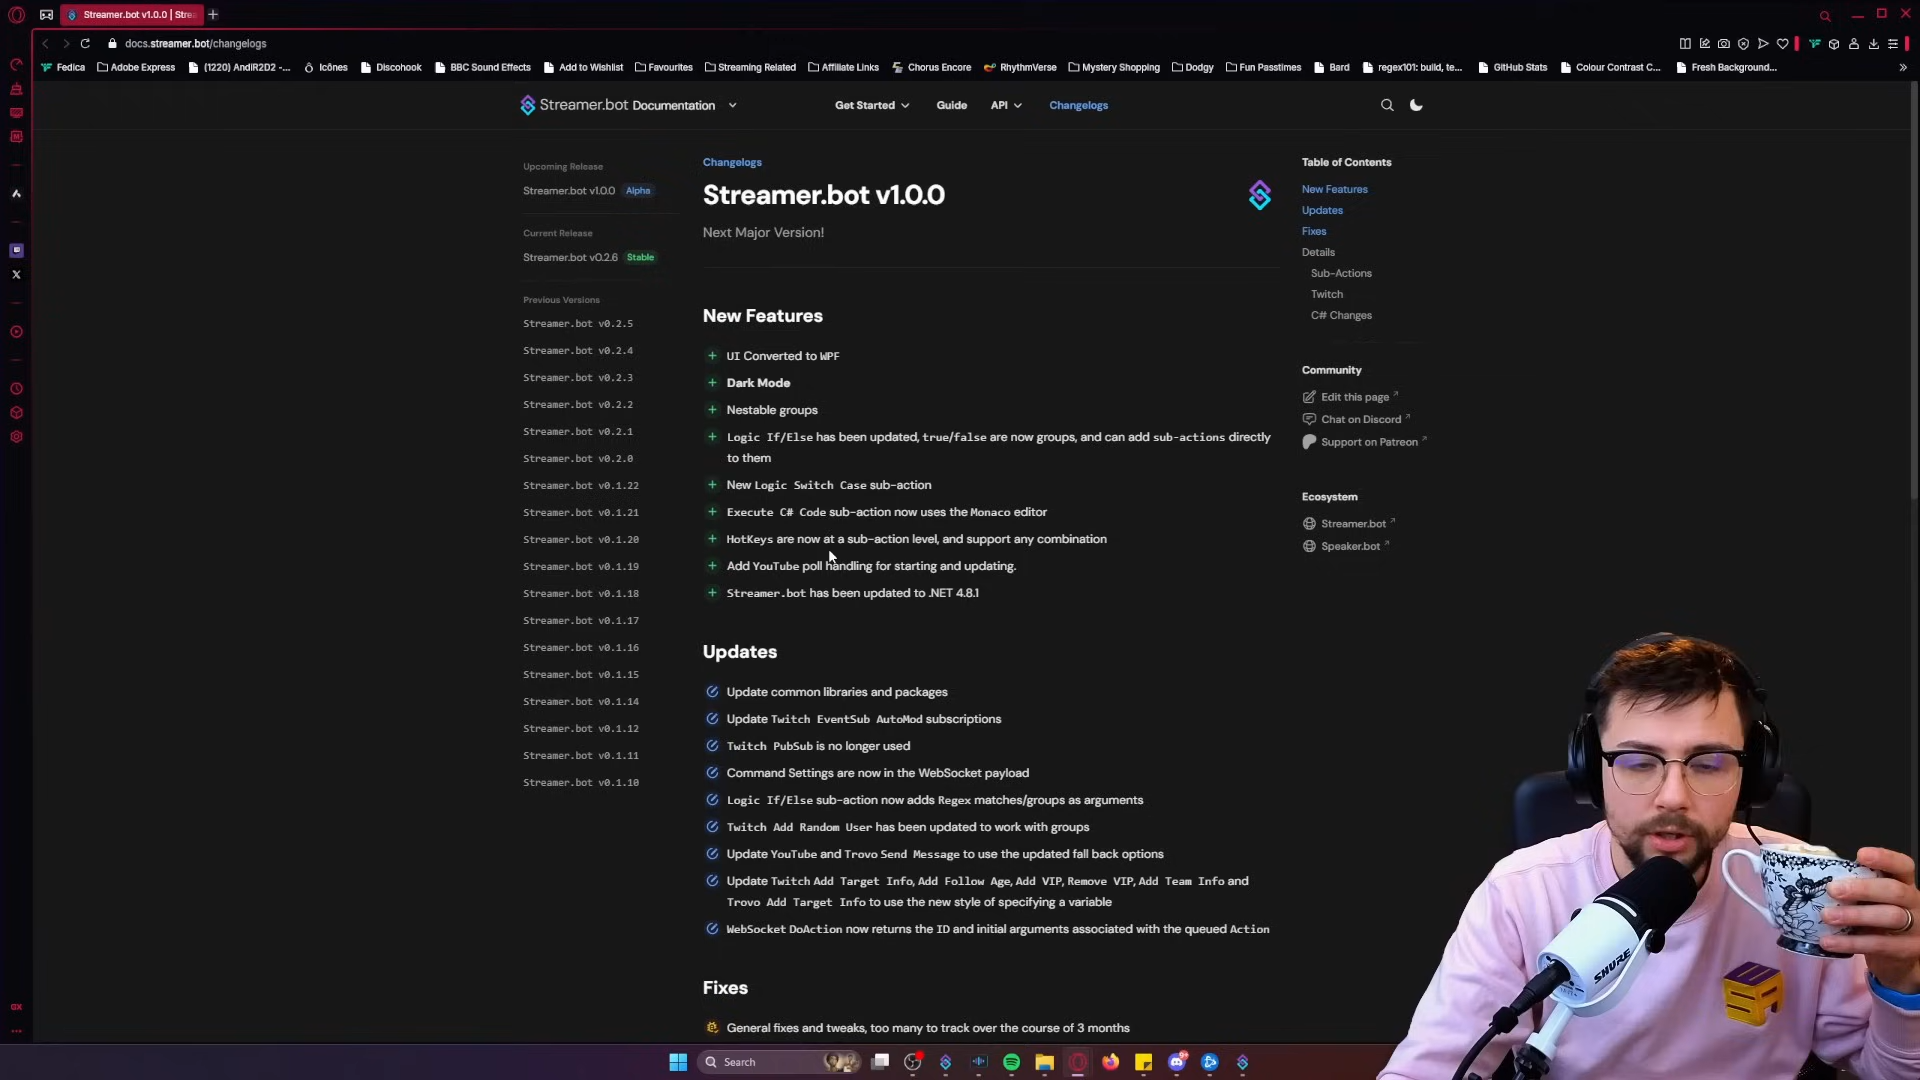 Streamer.bot v1.0.0 | Stre
docs.streamer.bot/changelogs
Fedica
Adobe Express
(1220) AndiR2D2 -...
Icônes
Discohook
BBC Sound Effects
Add to Wishlist
Favourites
Streaming Related
Affiliate Links
Chorus Encore
RhythmVerse
Mystery Shopping
Dodgy
Fun Passtimes
Bard
regex101: build, te...
GitHub Stats
Colour Contrast C...
Fresh Background...
Streamer.bot Documentation
Get Started
Guide
API
Changelogs
Upcoming Release
Streamer.bot v1.0.0 Alpha
Current Release
Streamer.bot v0.2.6 Stable
Previous Versions
Streamer.bot v0.2.5
Streamer.bot v0.2.4
Streamer.bot v0.2.3
Streamer.bot v0.2.2
Streamer.bot v0.2.1
Streamer.bot v0.2.0
Streamer.bot v0.1.22
Streamer.bot v0.1.21
Streamer.bot v0.1.20
Streamer.bot v0.1.19
Streamer.bot v0.1.18
Streamer.bot v0.1.17
Streamer.bot v0.1.16
Streamer.bot v0.1.15
Streamer.bot v0.1.14
Streamer.bot v0.1.12
Streamer.bot v0.1.11
Streamer.bot v0.1.10
Changelogs
Streamer.bot v1.0.0
Next Major Version!
New Features
UI Converted to WPF
Dark Mode
Nestable groups
Logic If/Else has been updated, true/false are now groups, and can add sub-actions directly
to them
New Logic Switch Case sub-action
Execute C# Code sub-action now uses the Monaco editor
HotKeys are now at a sub-action level, and support any combination
Add YouTube poll handling for starting and updating.
Streamer.bot has been updated to .NET 4.8.1
Updates
Update common libraries and packages
Update Twitch EventSub AutoMod subscriptions
Twitch PubSub is no longer used
Command Settings are now in the WebSocket payload
Logic If/Else sub-action now adds Regex matches/groups as arguments
Twitch Add Random User has been updated to work with groups
Update YouTube and Trovo Send Message to use the updated fall back options
Update Twitch Add Target Info, Add Follow Age, Add VIP, Remove VIP, Add Team Info and
Trovo Add Target Info to use the new style of specifying a variable
WebSocket DoAction now returns the ID and initial arguments associated with the queued Action
Fixes
General fixes and tweaks, too many to track over the course of 3 months
Table of Contents
New Features
Updates
Fixes
Details
Sub-Actions
Twitch
C# Changes
Community
Edit this page
Chat on Discord
Support on Patreon
Ecosystem
Streamer.bot
Speaker.bot
SHURE
Search